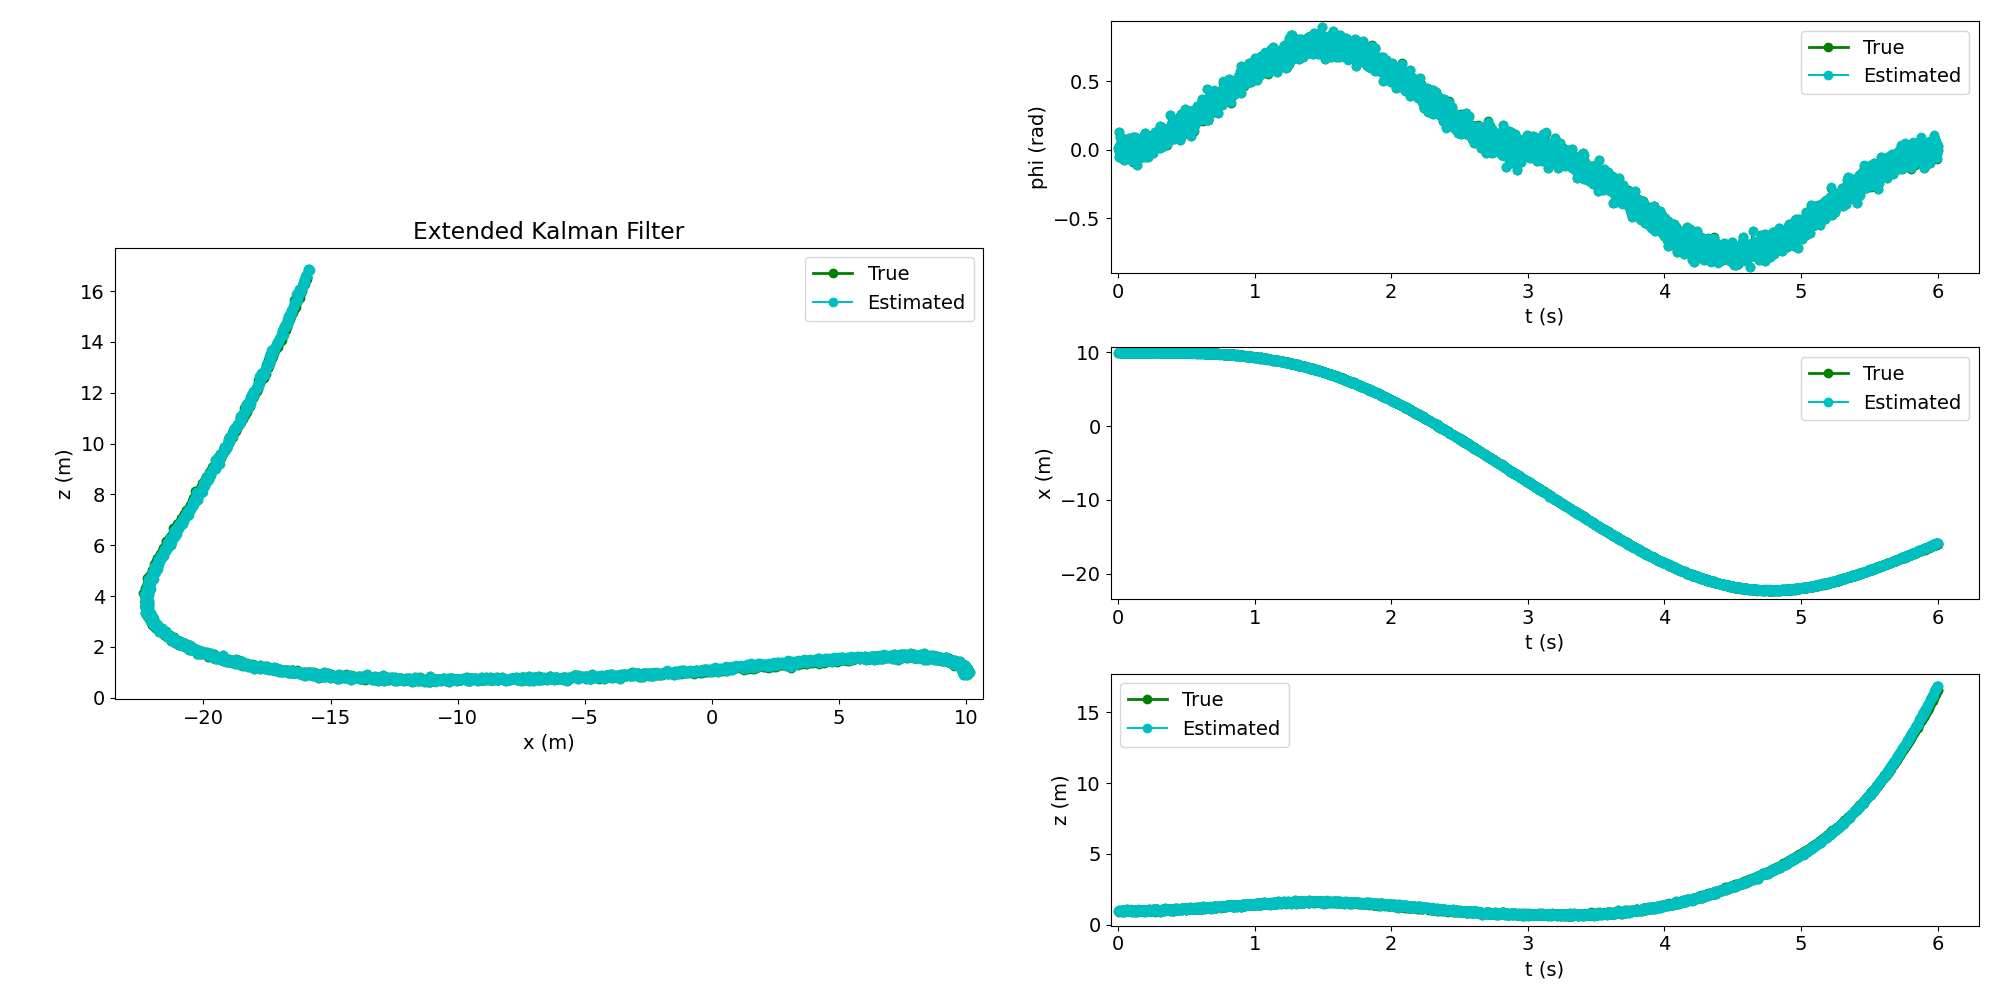 Extended Kalman Filter
True
Estimated
16
14
12
10
8
6
4
2
0
z (m)
−20 −15 −10 −5 0 5 10
x (m)
True
Estimated
0.5
0.0
−0.5
phi (rad)
0 1 2 3 4 5 6
t (s)
True
Estimated
10
0
−10
−20
x (m)
0 1 2 3 4 5 6
t (s)
True
Estimated
15
10
5
0
z (m)
0 1 2 3 4 5 6
t (s)